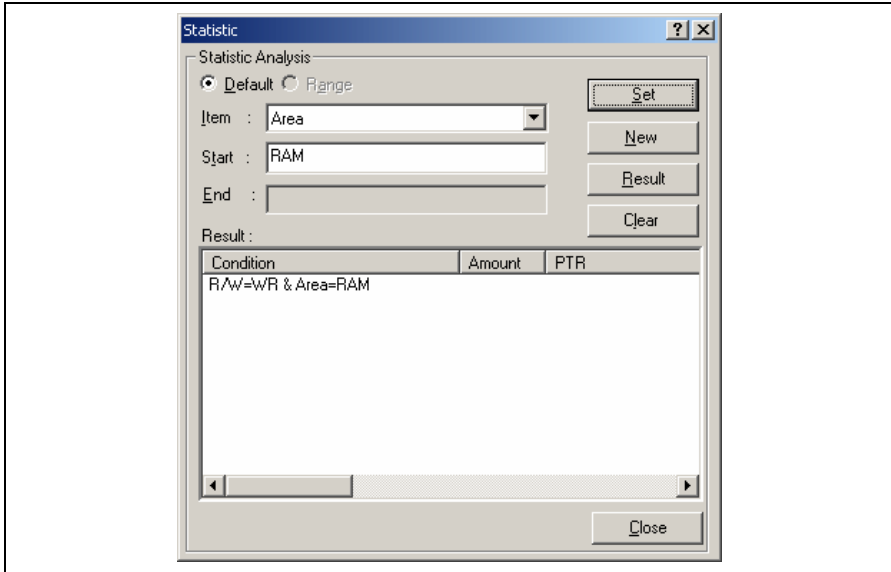 Statistic
Statistic Analysis
Default Range
Set
Item : Area
New
Start : RAM
Result
End :
Clear
Result :
Condition Amount PTR
R/W=WR & Area=RAM
Close